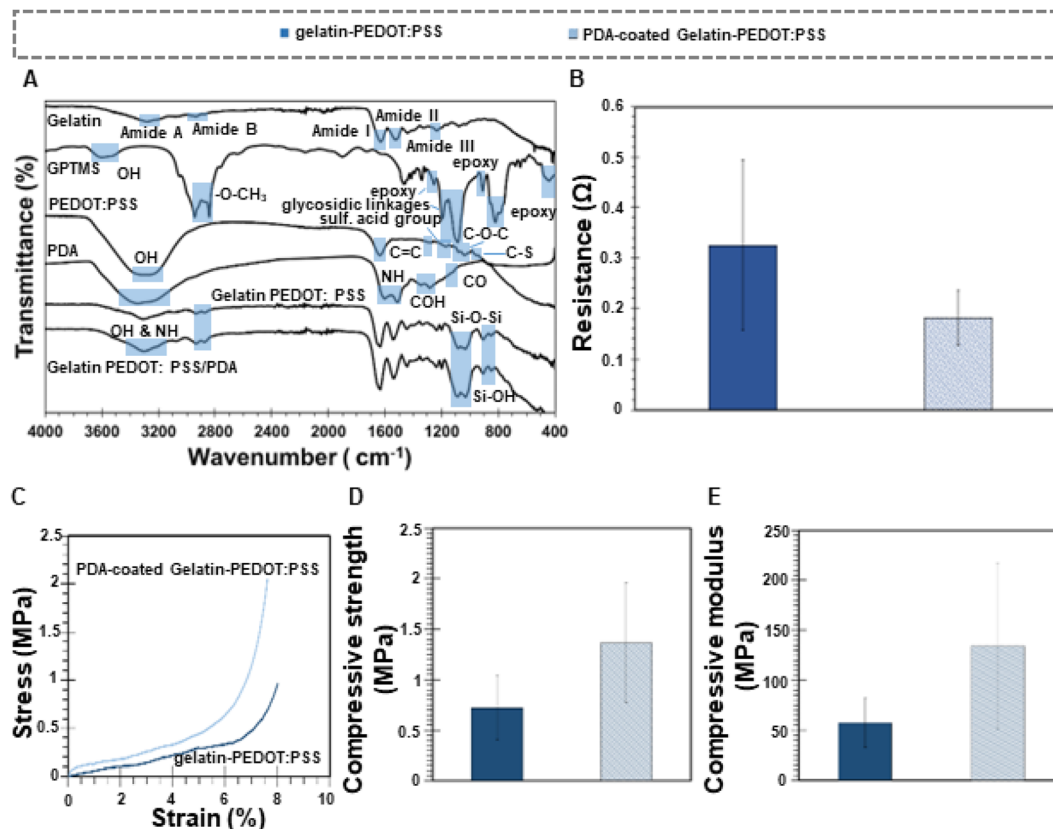 gelatin-PEDOT:PSS
PDA-coated Gelatin-PEDOT:PSS
A
Transmittance (%)
Gelatin
Amide A
Amide B
Amide I
Amide II
Amide III
GPTMS
OH
-O-CH₃
epoxy
epoxy
epoxy
glycosidic linkages
sulf. acid group
PEDOT:PSS
OH
C=C
C-O-C
C-S
PDA
NH
COH
CO
Gelatin PEDOT: PSS
OH & NH
Si-O-Si
Gelatin PEDOT: PSS/PDA
Si-OH
4000 3600 3200 2800 2400 2000 1600 1200 800 400
Wavenumber ( cm⁻¹)
B
Resistance (Ω)
0.6
0.5
0.4
0.3
0.2
0.1
0
C
Stress (MPa)
2.5
2
1.5
1
0.5
0
PDA-coated Gelatin-PEDOT:PSS
gelatin-PEDOT:PSS
0 2 4 6 8 10
Strain (%)
D
Compressive strength
(MPa)
2.5
2
1.5
1
0.5
0
E
Compressive modulus
(MPa)
250
200
150
100
50
0